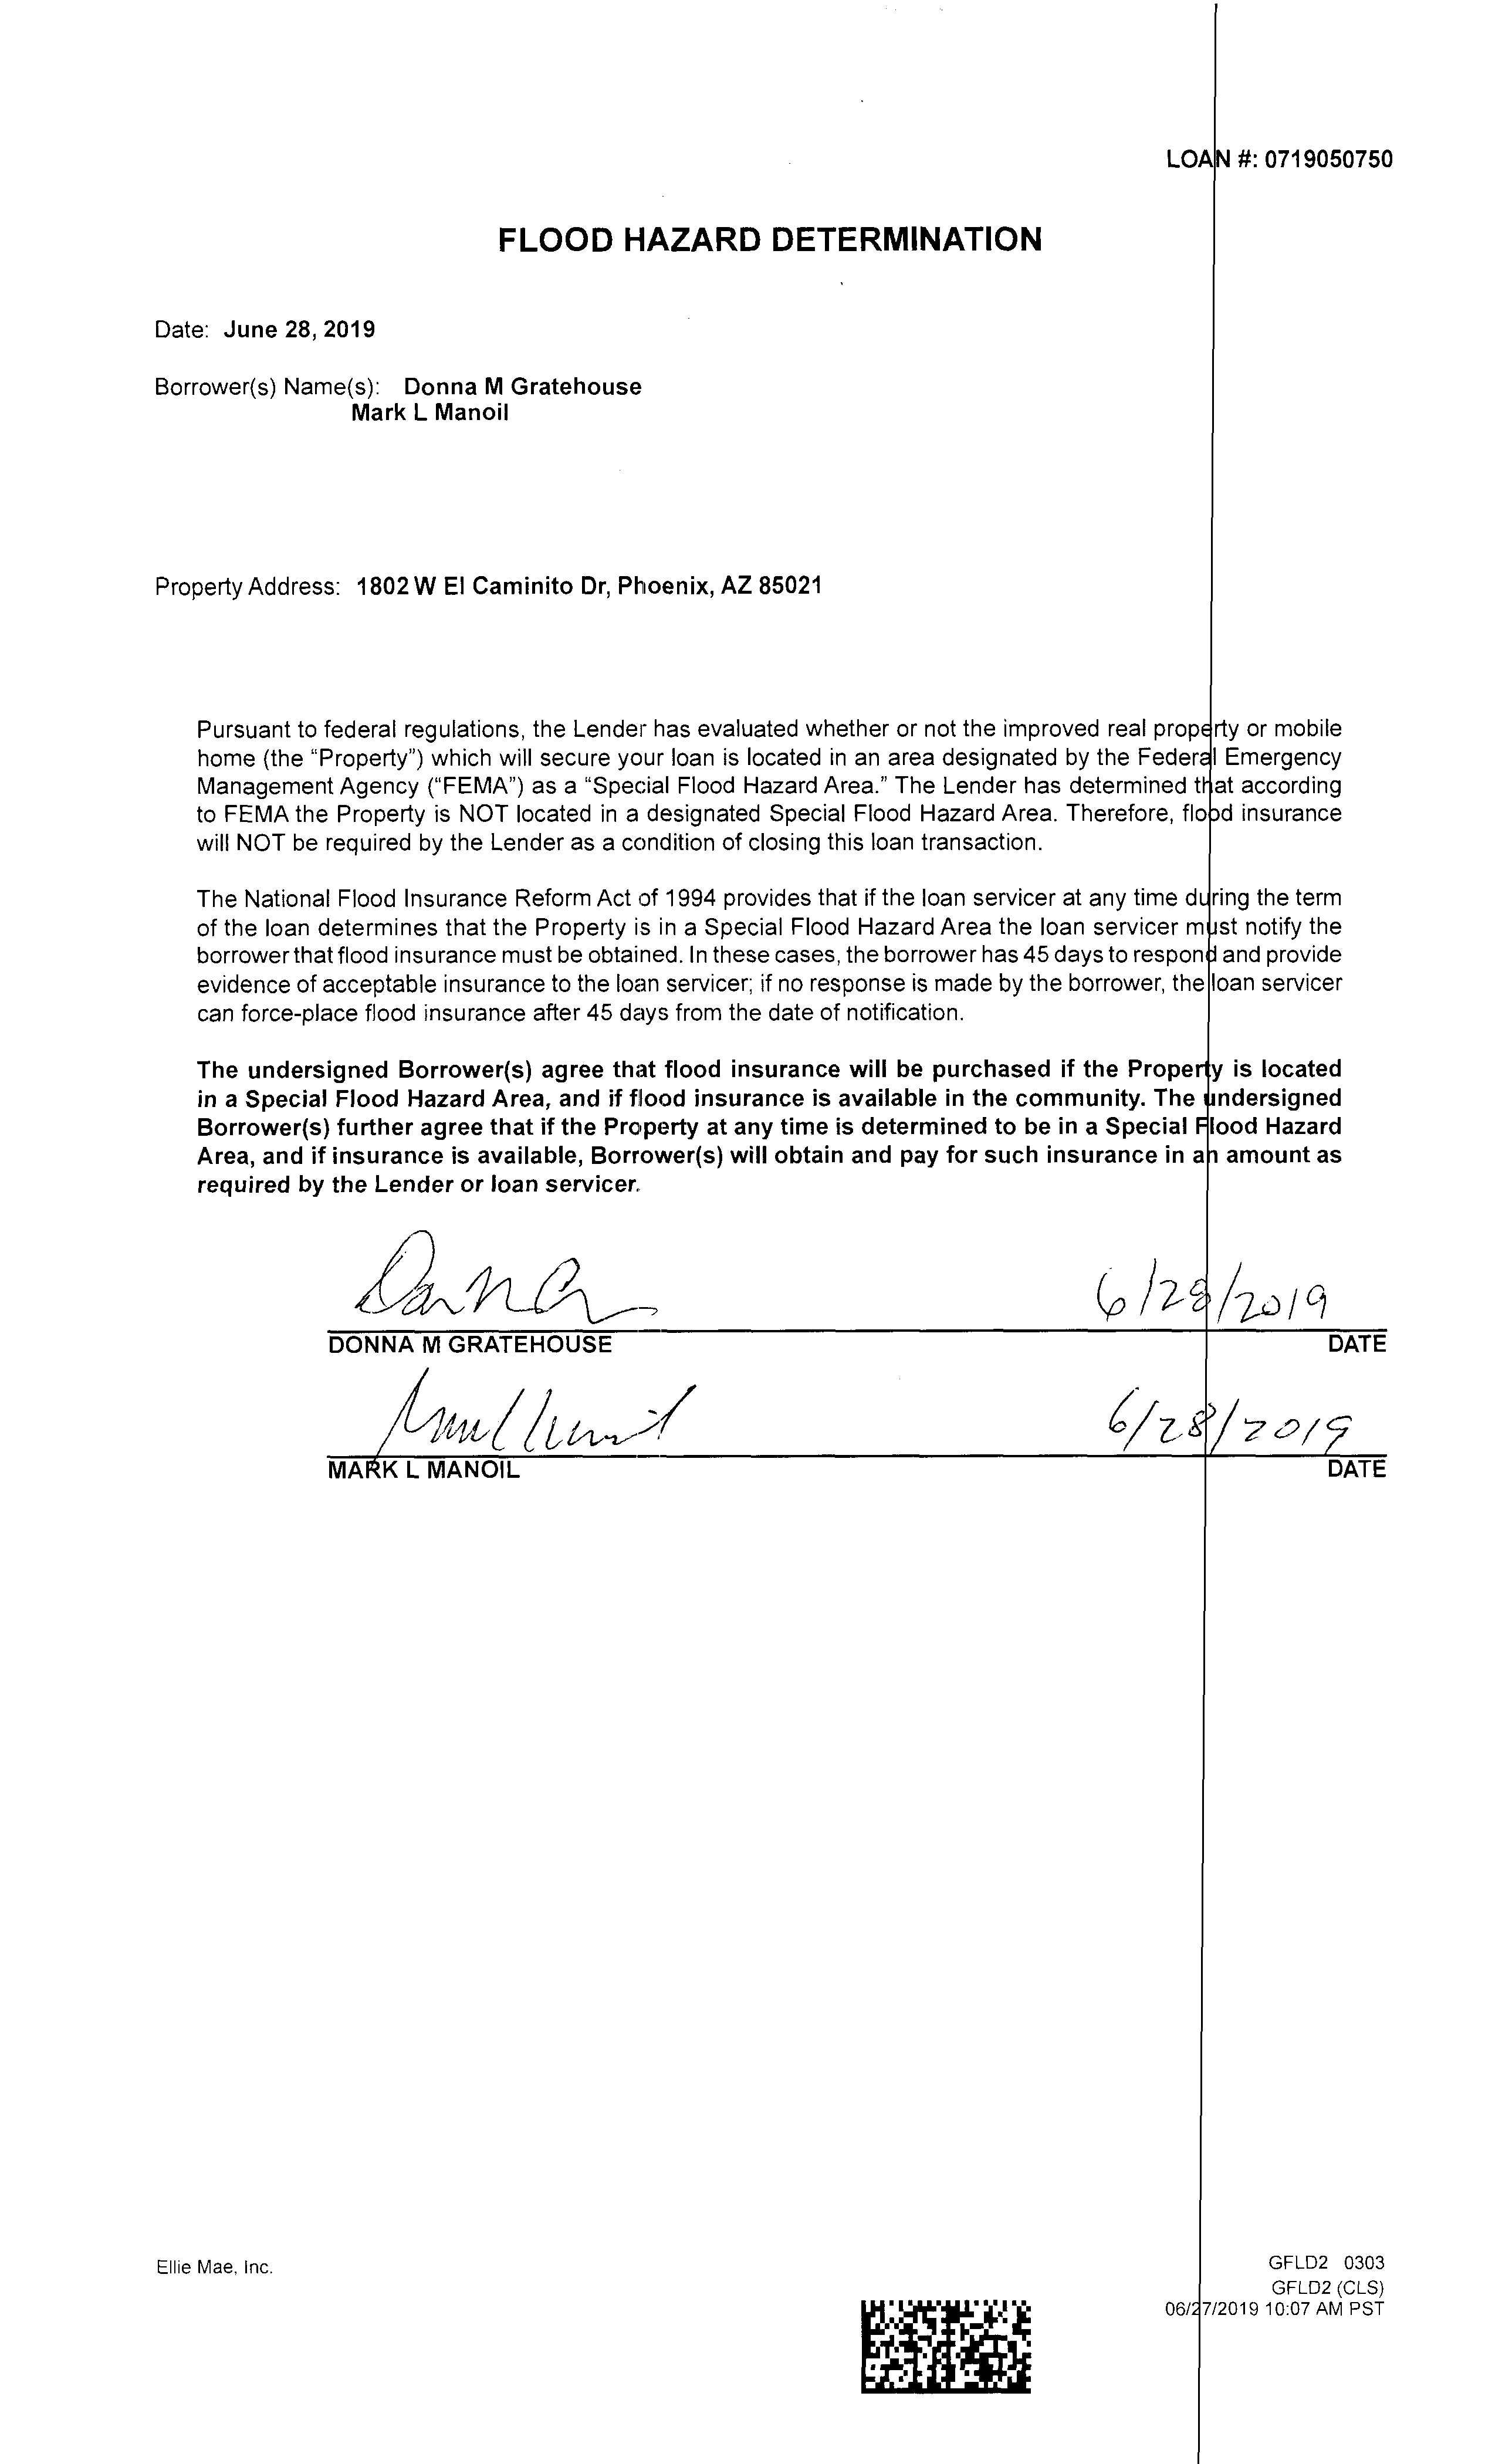 LOAN #: 0719050750
FLOOD HAZARD DETERMINATION
Date: June 28, 2019
Borrower(s) Name(s): Donna M Gratehouse
Mark L Manoil
Property Address: 1802 W El Caminito Dr, Phoenix, AZ 85021
Pursuant to federal regulations, the Lender has evaluated whether or not the improved real property or mobile
home (the “Property”) which will secure your loan is located in an area designated by the Federal Emergency
Management Agency (“FEMA”) as a “Special Flood Hazard Area.” The Lender has determined that according
to FEMA the Property is NOT located in a designated Special Flood Hazard Area. Therefore, flood insurance
will NOT be required by the Lender as a condition of closing this loan transaction.
The National Flood Insurance Reform Act of 1994 provides that if the loan servicer at any time during the term
of the loan determines that the Property is in a Special Flood Hazard Area the loan servicer must notify the
borrower that flood insurance must be obtained. In these cases, the borrower has 45 days to respond and provide
evidence of acceptable insurance to the loan servicer; if no response is made by the borrower, the loan servicer
can force-place flood insurance after 45 days from the date of notification.
The undersigned Borrower(s) agree that flood insurance will be purchased if the Property is located
in a Special Flood Hazard Area, and if flood insurance is available in the community. The undersigned
Borrower(s) further agree that if the Property at any time is determined to be in a Special Flood Hazard
Area, and if insurance is available, Borrower(s) will obtain and pay for such insurance in an amount as
required by the Lender or loan servicer.
6/28/2019
DONNA M GRATEHOUSE DATE
6/28/2019
MARK L MANOIL DATE
Ellie Mae, Inc.
GFLD2 0303
GFLD2 (CLS)
06/27/2019 10:07 AM PST